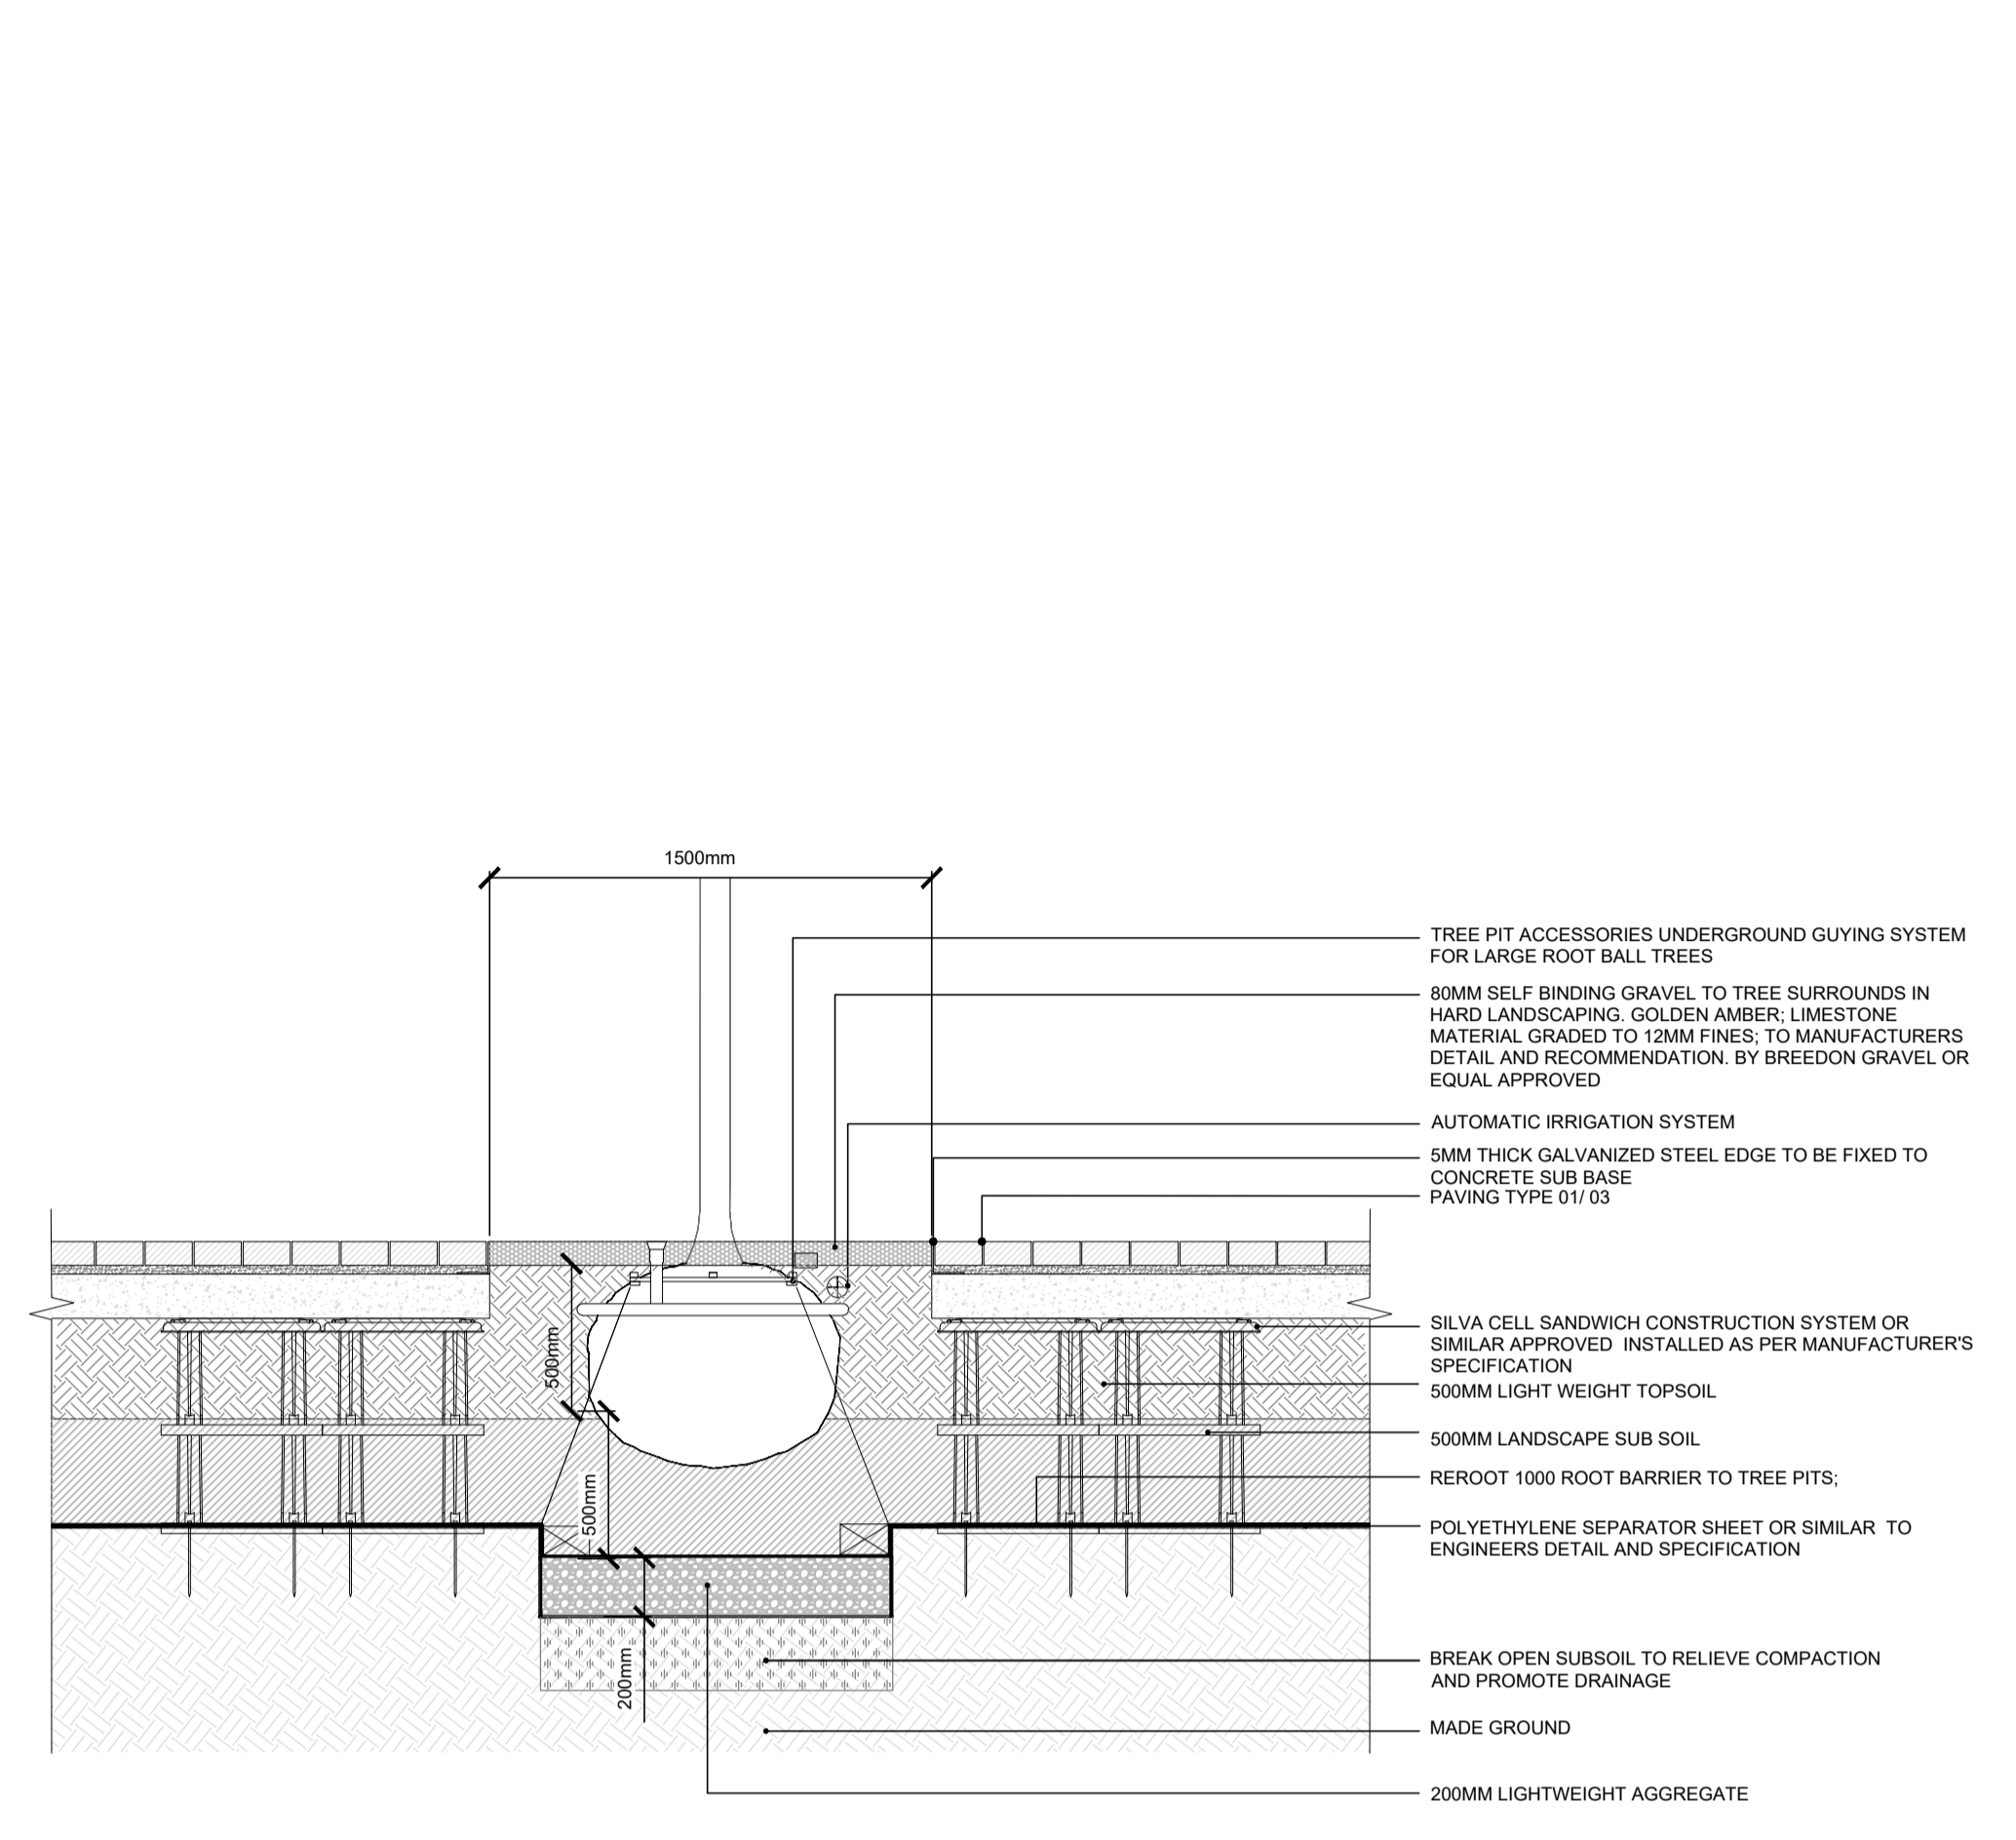 1500mm
TREE PIT ACCESSORIES UNDERGROUND GUYING SYSTEM
FOR LARGE ROOT BALL TREES
80MM SELF BINDING GRAVEL TO TREE SURROUNDS IN
HARD LANDSCAPING. GOLDEN AMBER; LIMESTONE
MATERIAL GRADED TO 12MM FINES; TO MANUFACTURERS
DETAIL AND RECOMMENDATION. BY BREEDON GRAVEL OR
EQUAL APPROVED
AUTOMATIC IRRIGATION SYSTEM
5MM THICK GALVANIZED STEEL EDGE TO BE FIXED TO
CONCRETE SUB BASE
PAVING TYPE 01/ 03
SILVA CELL SANDWICH CONSTRUCTION SYSTEM OR
SIMILAR APPROVED  INSTALLED AS PER MANUFACTURER'S
SPECIFICATION
500mm
500MM LIGHT WEIGHT TOPSOIL
500MM LANDSCAPE SUB SOIL
REROOT 1000 ROOT BARRIER TO TREE PITS;
500mm
POLYETHYLENE SEPARATOR SHEET OR SIMILAR  TO
ENGINEERS DETAIL AND SPECIFICATION
BREAK OPEN SUBSOIL TO RELIEVE COMPACTION
AND PROMOTE DRAINAGE
200mm
MADE GROUND
200MM LIGHTWEIGHT AGGREGATE